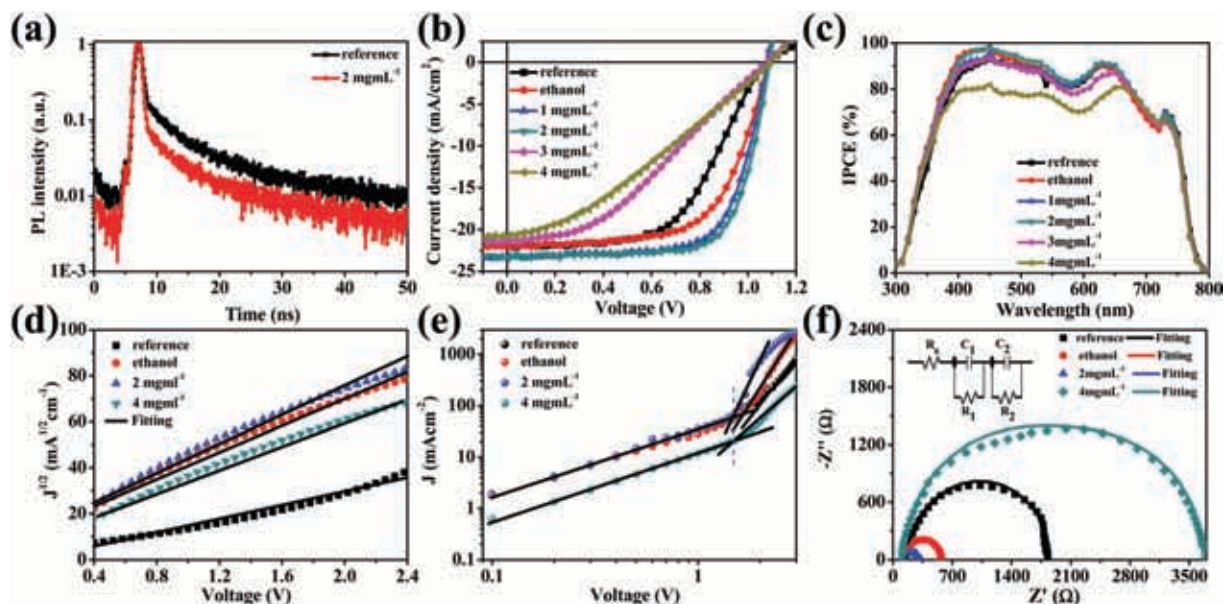 (a)
PL intensity (a.u.)
1
0.1
0.01
1E-3
reference
2 mgmL⁻¹
0 10 20 30 40 50
Time (ns)
(b)
Current density (mA/cm²)
0
-5
-10
-15
-20
-25
reference
ethanol
1 mgmL⁻¹
2 mgmL⁻¹
3 mgmL⁻¹
4 mgmL⁻¹
0.0 0.2 0.4 0.6 0.8 1.0 1.2
Voltage (V)
(c)
IPCE (%)
100
80
60
40
20
0
refrence
ethanol
1mgmL⁻¹
2mgmL⁻¹
3mgmL⁻¹
4mgmL⁻¹
300 400 500 600 700 800
Wavelength (nm)
(d)
J¹ᐟ² (mA¹ᐟ² cm⁻¹)
100
80
60
40
20
0
reference
ethanol
2 mgml⁻¹
4 mgml⁻¹
Fitting
0.4 0.8 1.2 1.6 2.0 2.4
Voltage (V)
(e)
J (mAcm⁻²)
1000
100
10
1
0.1
reference
ethanol
2 mgmL⁻¹
4 mgmL⁻¹
0.1 1
Voltage (V)
(f)
-Z'' (Ω)
2400
1800
1200
600
0
reference Fitting
ethanol Fitting
2mgmL⁻¹ Fitting
4mgmL⁻¹ Fitting
Rs C1 C2
R1 R2
0 700 1400 2100 2800 3500
Z' (Ω)